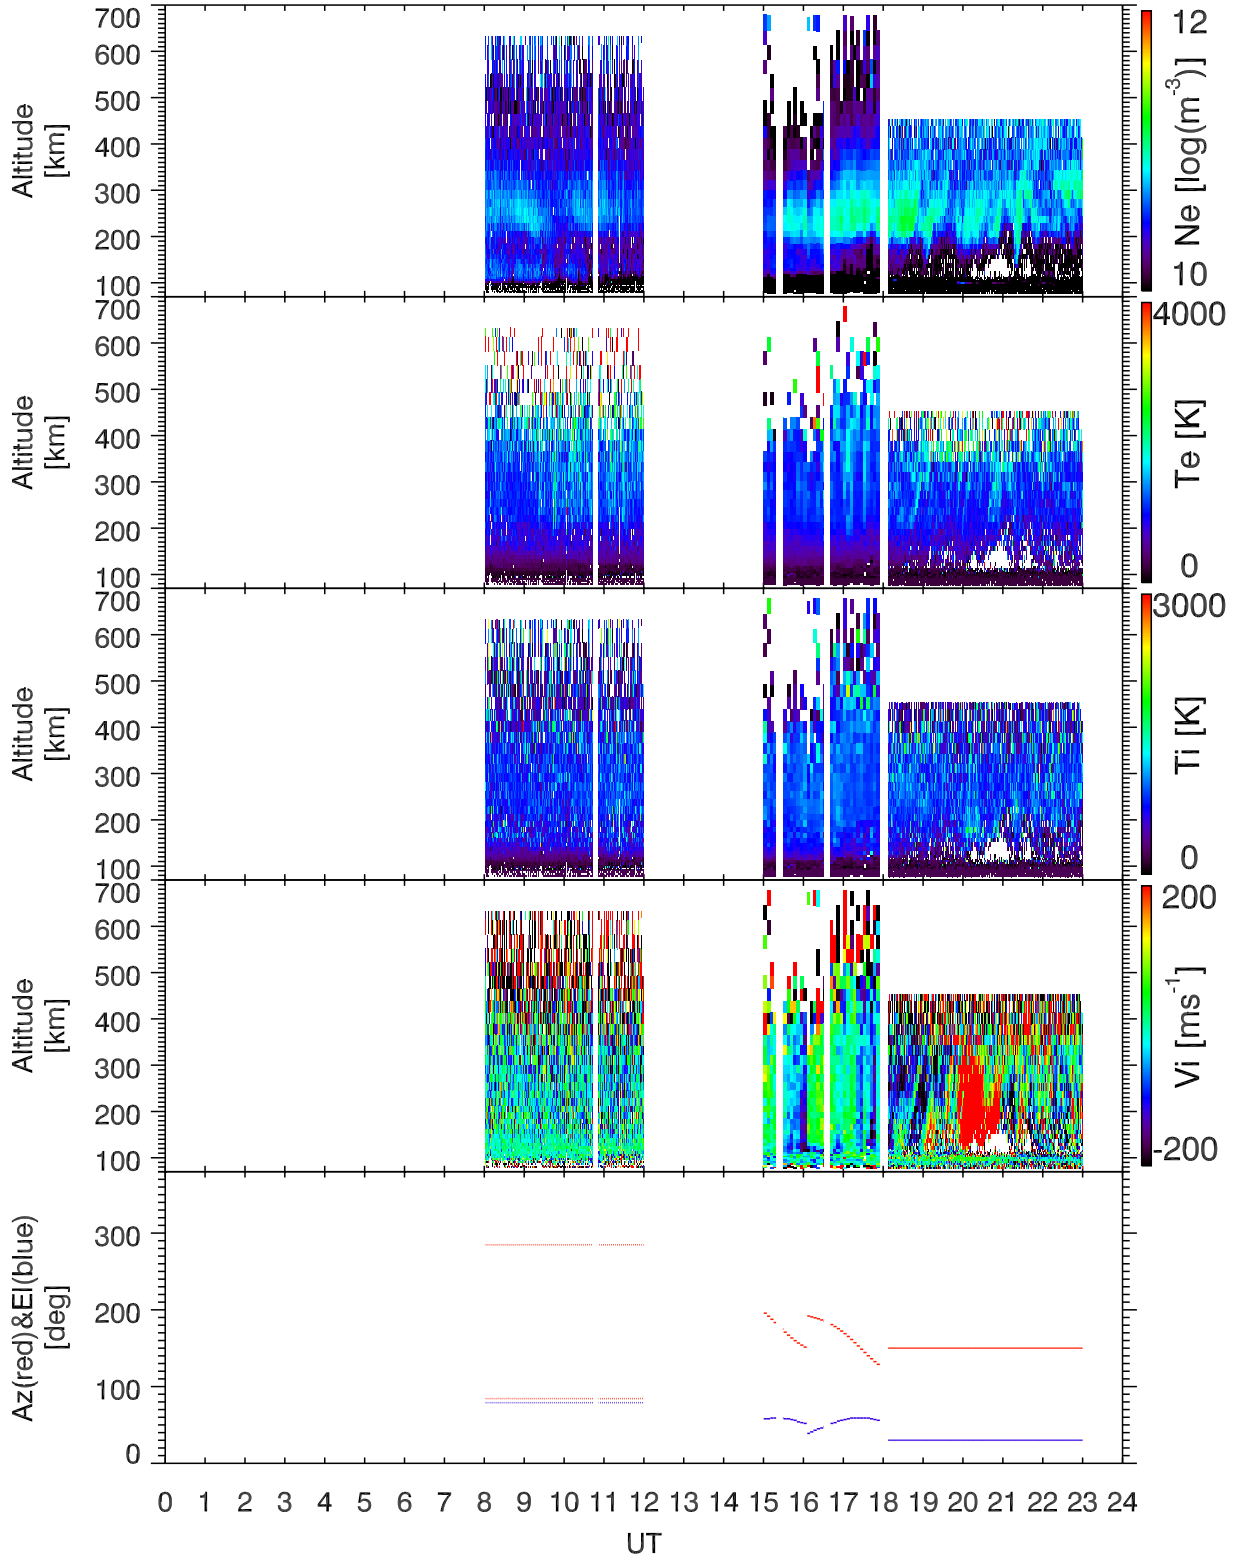 700
600
500
400
300
200
100
Altitude
[km]
12
Ne [log(m⁻³)]
10
700
600
500
400
300
200
100
Altitude
[km]
4000
Te [K]
0
700
600
500
400
300
200
100
Altitude
[km]
3000
Ti [K]
0
700
600
500
400
300
200
100
Altitude
[km]
200
Vi [ms⁻¹]
-200
300
200
100
0
Az(red)&El(blue)
[deg]
0 1 2 3 4 5 6 7 8 9 10 11 12 13 14 15 16 17 18 19 20 21 22 23 24
UT